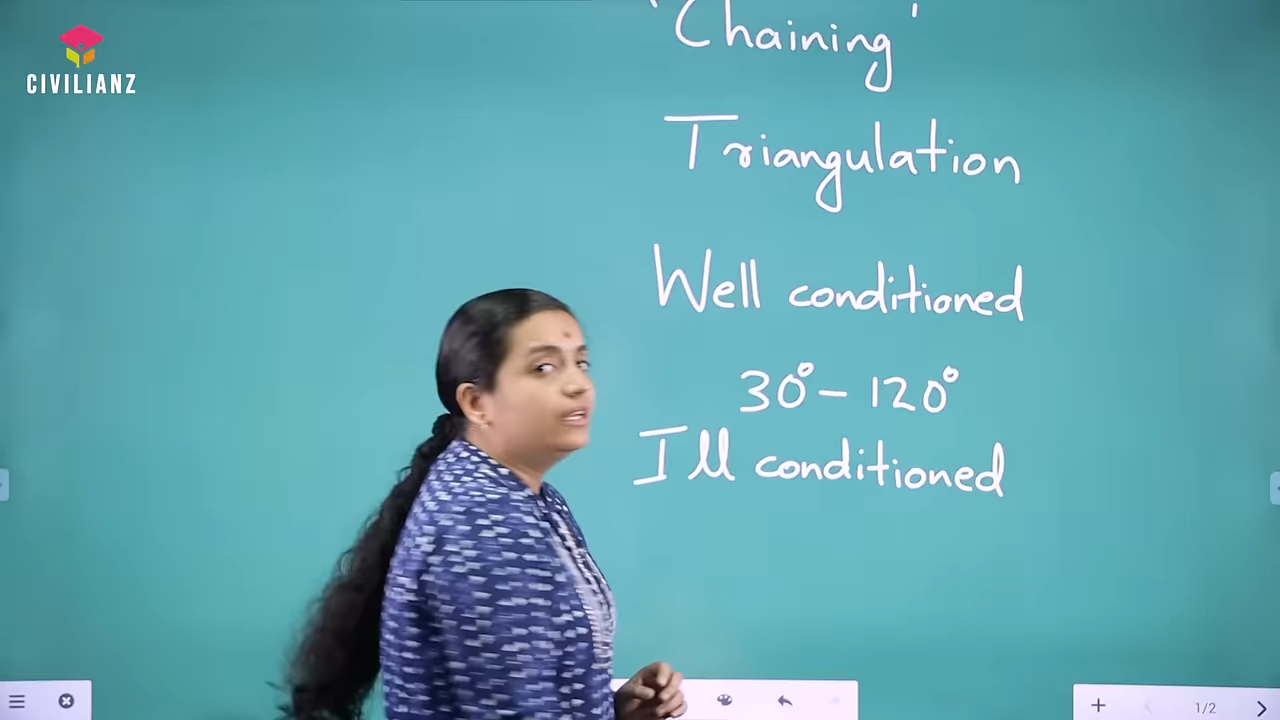 CIVILIANZ
'Chaining'
Triangulation
Well conditioned
30° - 120°
Ill conditioned
1/2